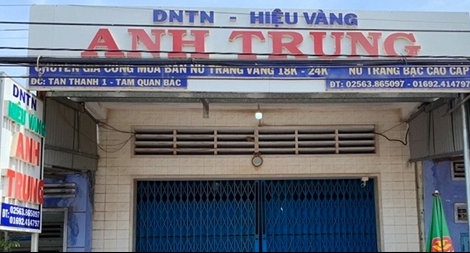 DNTN - HIỆU VÀNG
ANH TRUNG
CHUYÊN GIA CÔNG MUA BÁN NỮ TRANG VÀNG 18K - 24K
NỮ TRANG BẠC CAO CẤP
ĐC: TÂN THÀNH 1 - TAM QUAN BẮC
ĐT: 02563.865097 - 01692.414797
DNTN
HIỆU VÀNG
ANH
TRUNG
ĐT: 02563.865097
01692.414797